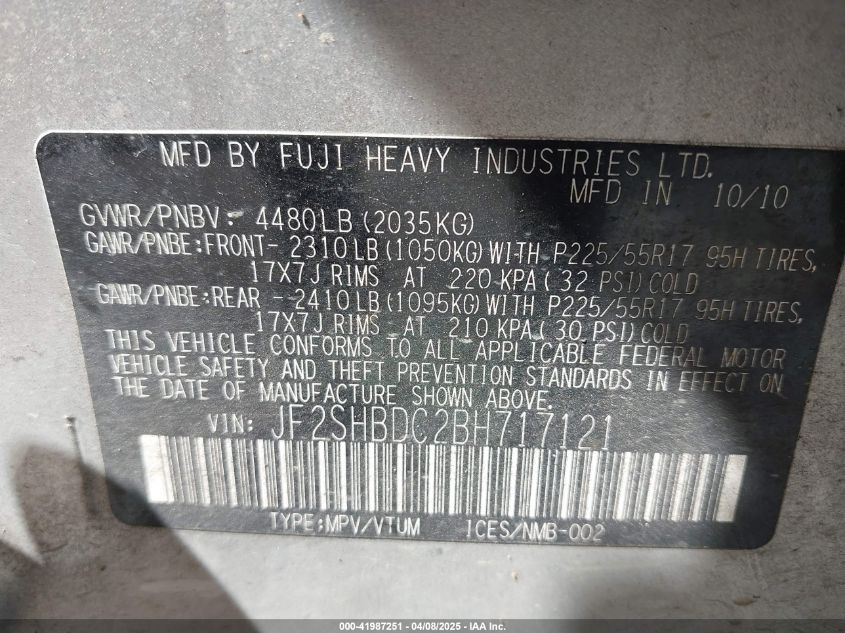 MFD BY FUJI HEAVY INDUSTRIES LTD.
MFD IN 10/10
GVWR/PNBV: 4480LB(2035KG)
GAWR/PNBE:FRONT- 2310LB(1050KG)WITH P225/55R17 95H TIRES,
17X7J RIMS AT 220 KPA(32 PSI)COLD
GAWR/PNBE:REAR - 2410LB(1095KG)WITH P225/55R17 95H TIRES,
17X7J RIMS AT 210 KPA(30 PSI)COLD
THIS VEHICLE CONFORMS TO ALL APPLICABLE FEDERAL MOTOR
VEHICLE SAFETY AND THEFT PREVENTION STANDARDS IN EFFECT ON
THE DATE OF MANUFACTURE SHOWN ABOVE.
VIN: JF2SHBDC2BH717121
TYPE:MPV/VTUM ICES/NMB-002
000-41987251 | 04/08/2025 | IAA Inc.